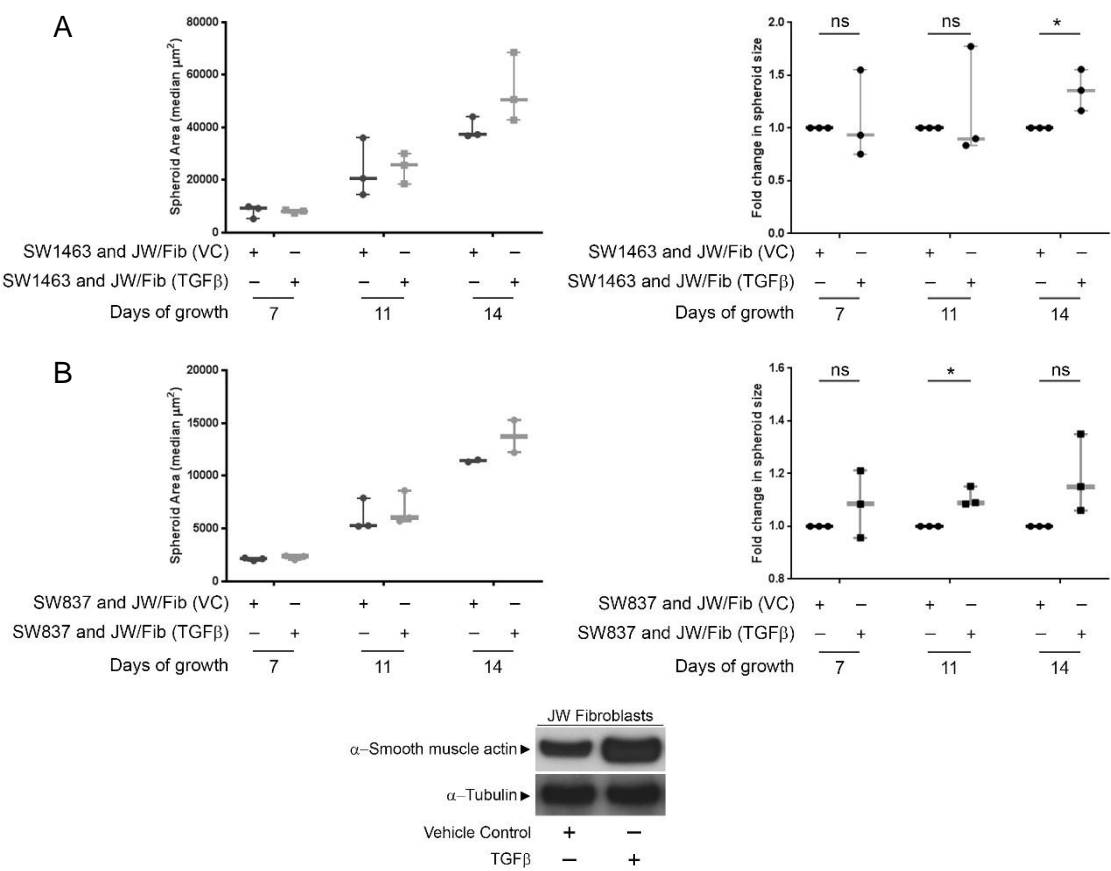 A
Spheroid Area (median μm²)
80000
60000
40000
20000
0
SW1463 and JW/Fib (VC) + − + − + −
SW1463 and JW/Fib (TGFβ) − + − + − +
Days of growth 7 11 14
Fold change in spheroid size
2.0
1.5
1.0
0.5
0.0
ns ns *
SW1463 and JW/Fib (VC) + − + − + −
SW1463 and JW/Fib (TGFβ) − + − + − +
Days of growth 7 11 14
B
Spheroid Area (median μm²)
20000
15000
10000
5000
0
SW837 and JW/Fib (VC) + − + − + −
SW837 and JW/Fib (TGFβ) − + − + − +
Days of growth 7 11 14
Fold change in spheroid size
1.6
1.4
1.2
1.0
0.8
ns * ns
SW837 and JW/Fib (VC) + − + − + −
SW837 and JW/Fib (TGFβ) − + − + − +
Days of growth 7 11 14
JW Fibroblasts
α−Smooth muscle actin
α−Tubulin
Vehicle Control + −
TGFβ − +